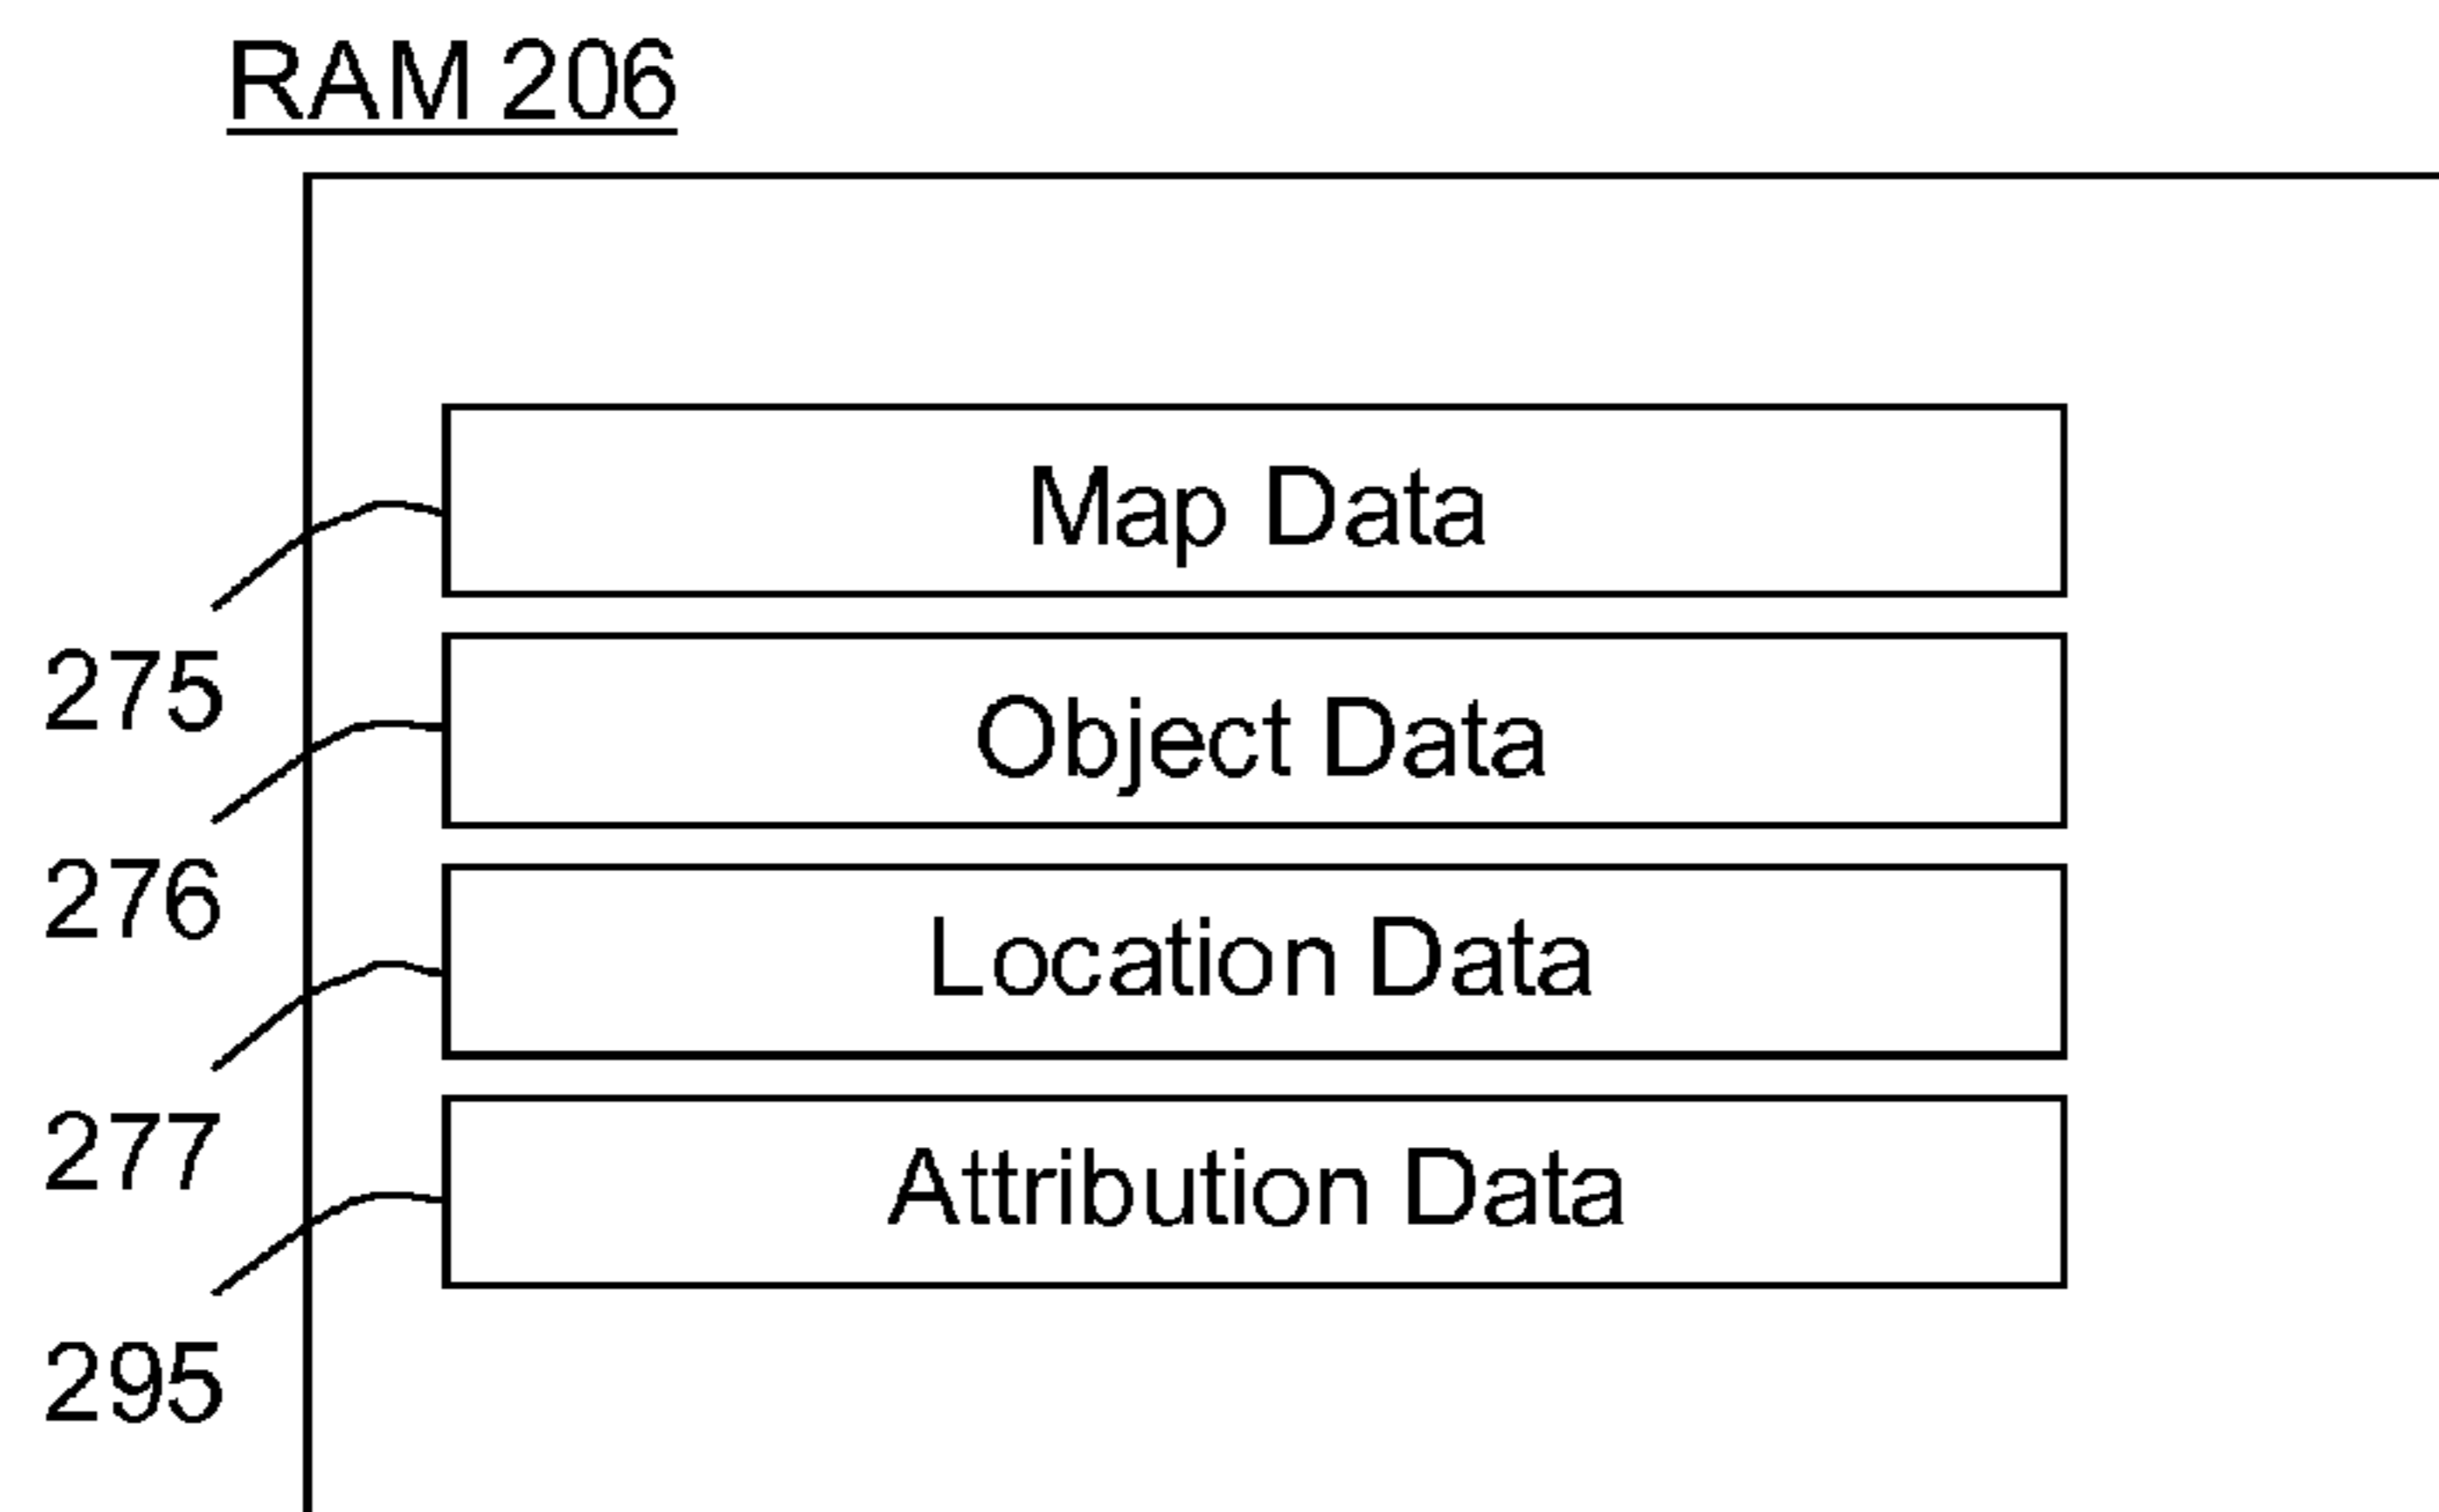 RAM 206
Map Data
275
Object Data
276
Location Data
277
Attribution Data
295